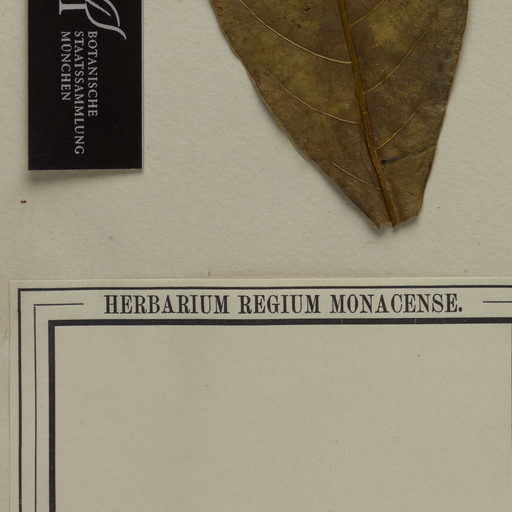 BOTANISCHE
STAATSSAMMLUNG
MÜNCHEN
HERBARIUM REGIUM MONACENSE.